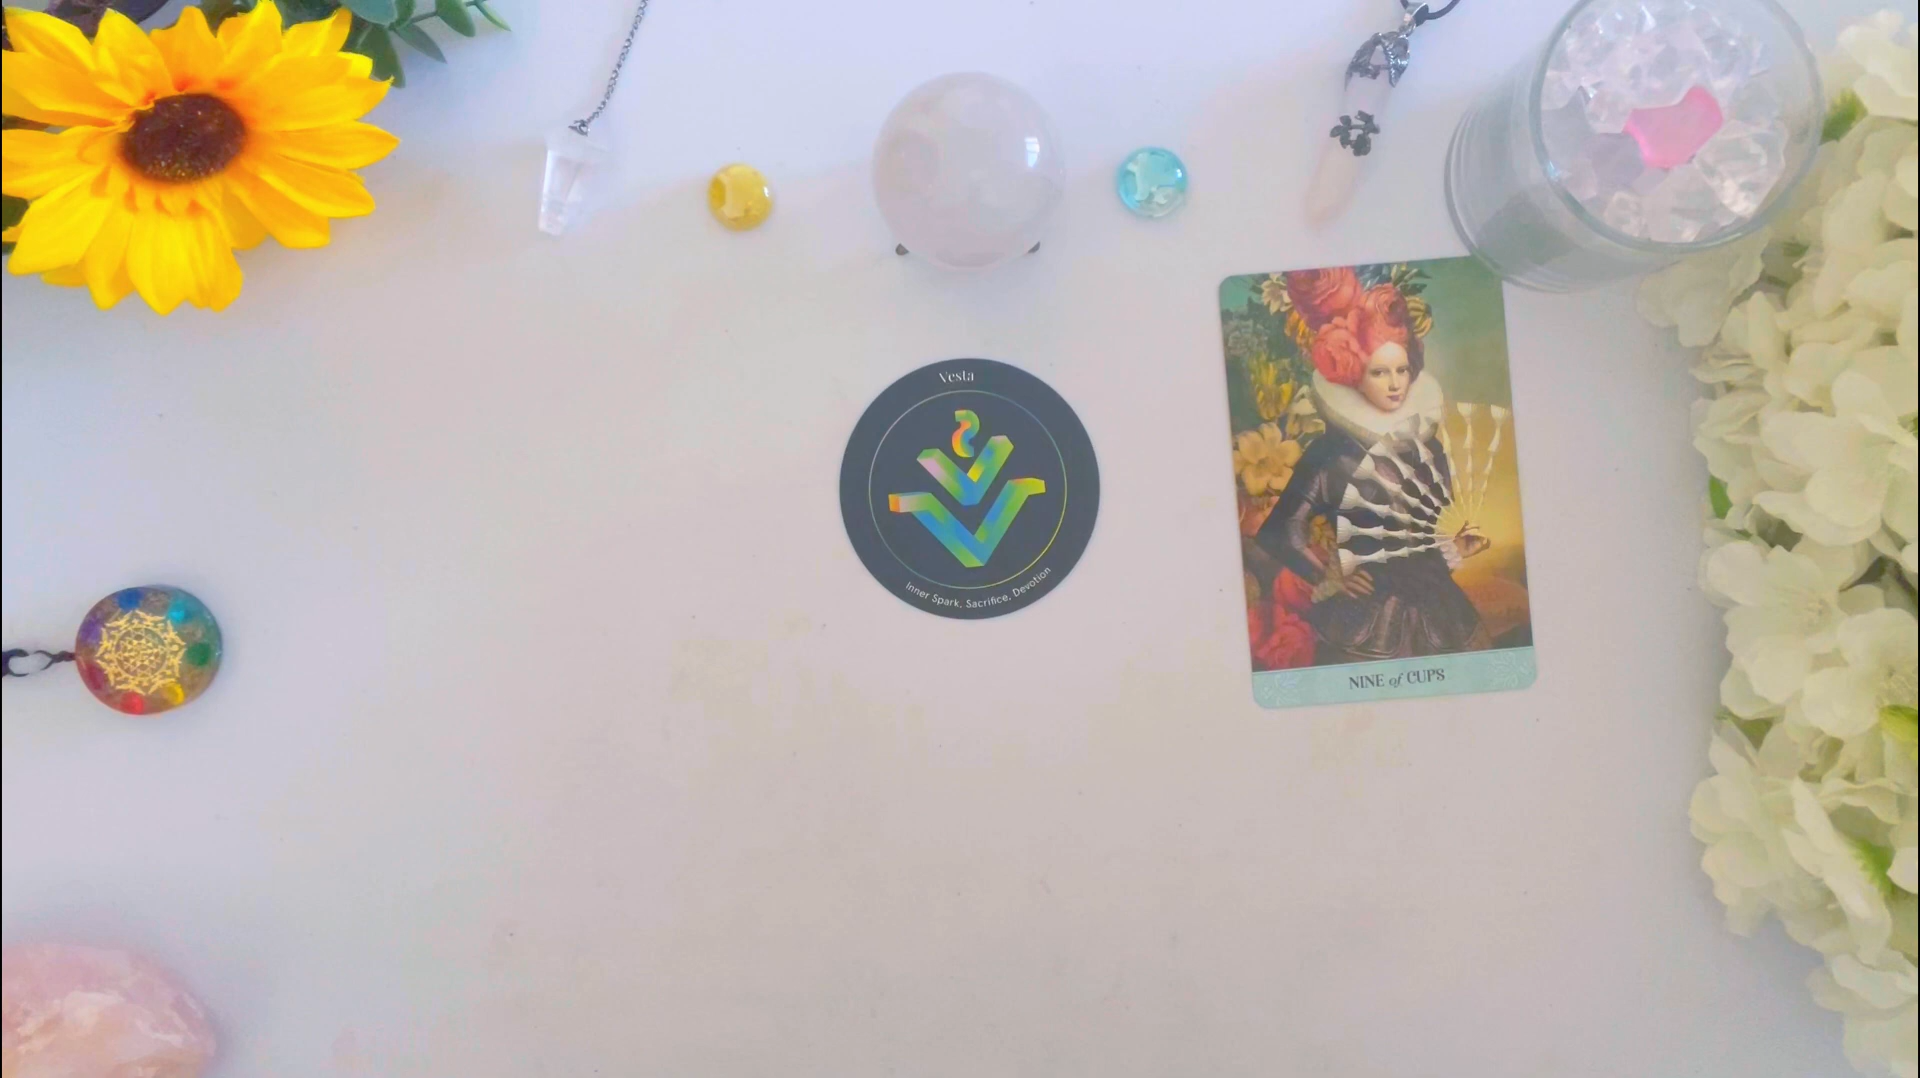 Vesta
Inner Spark, Sacrifice, Devotion
NINE of CUPS